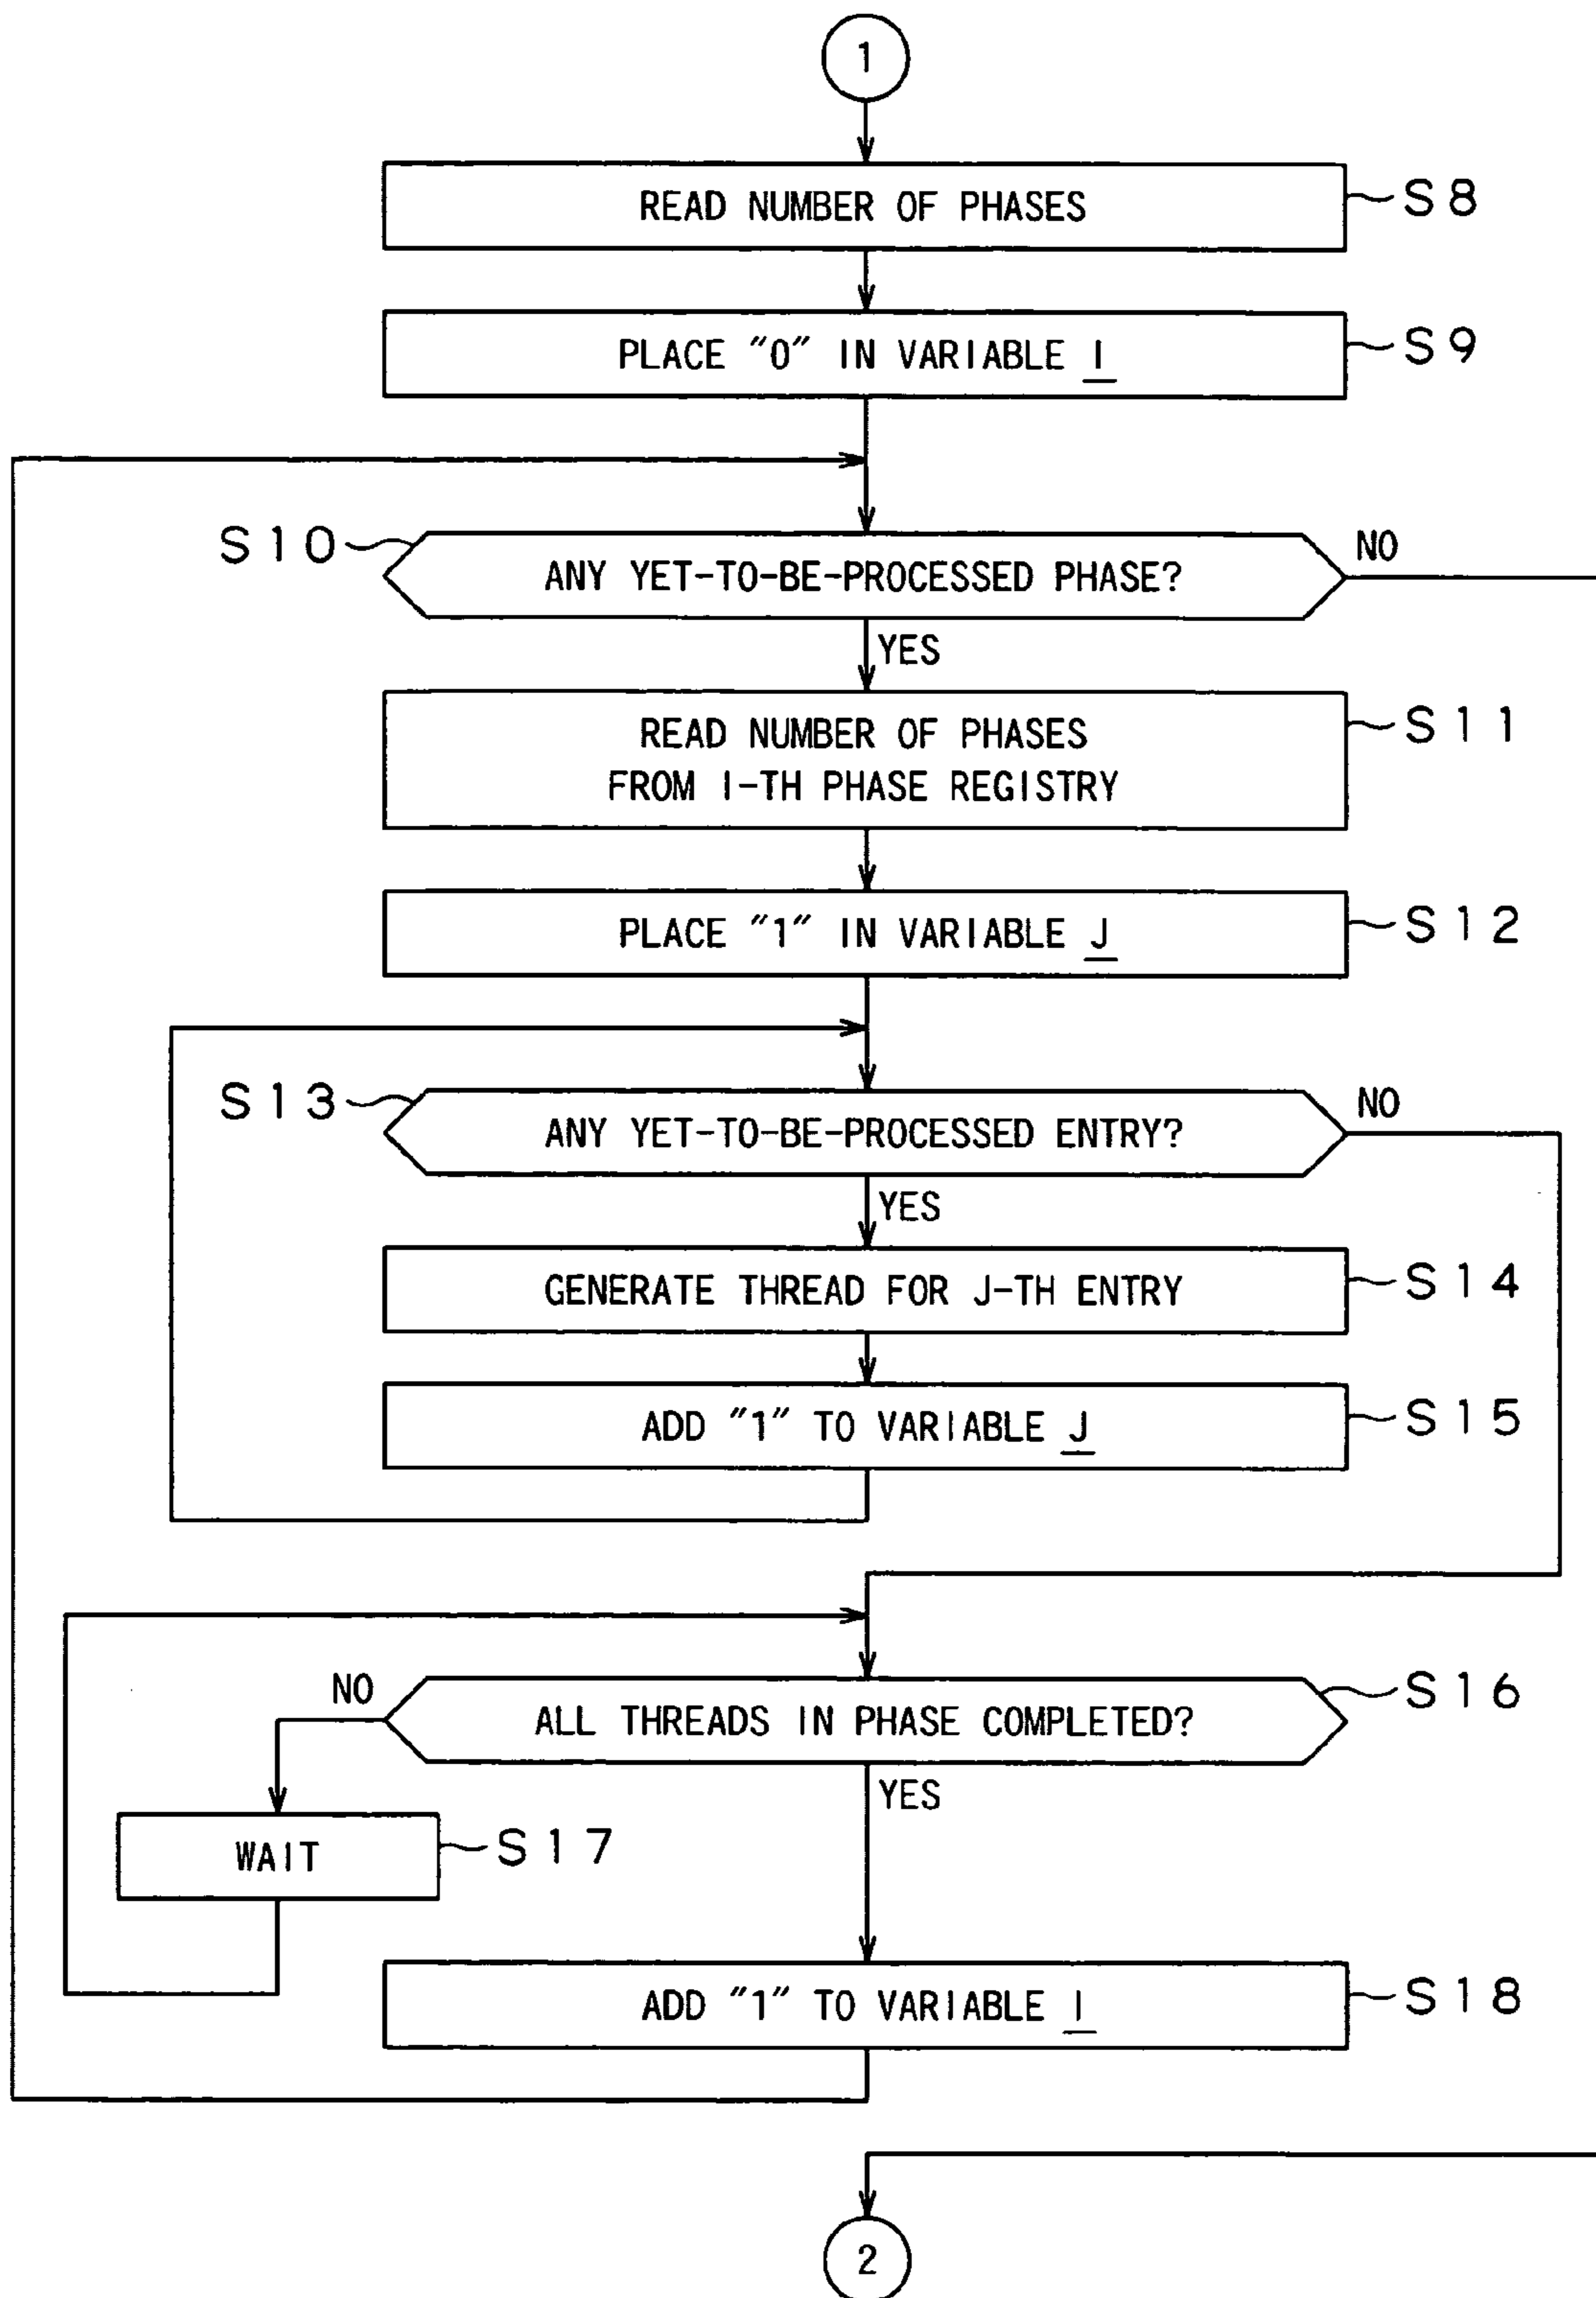 1
READ NUMBER OF PHASES
S8
PLACE "0" IN VARIABLE I
S9
S10
ANY YET-TO-BE-PROCESSED PHASE?
NO
YES
READ NUMBER OF PHASES
FROM I-TH PHASE REGISTRY
S11
PLACE "1" IN VARIABLE J
S12
S13
ANY YET-TO-BE-PROCESSED ENTRY?
NO
YES
GENERATE THREAD FOR J-TH ENTRY
S14
ADD "1" TO VARIABLE J
S15
NO
ALL THREADS IN PHASE COMPLETED?
S16
YES
WAIT
S17
ADD "1" TO VARIABLE I
S18
2